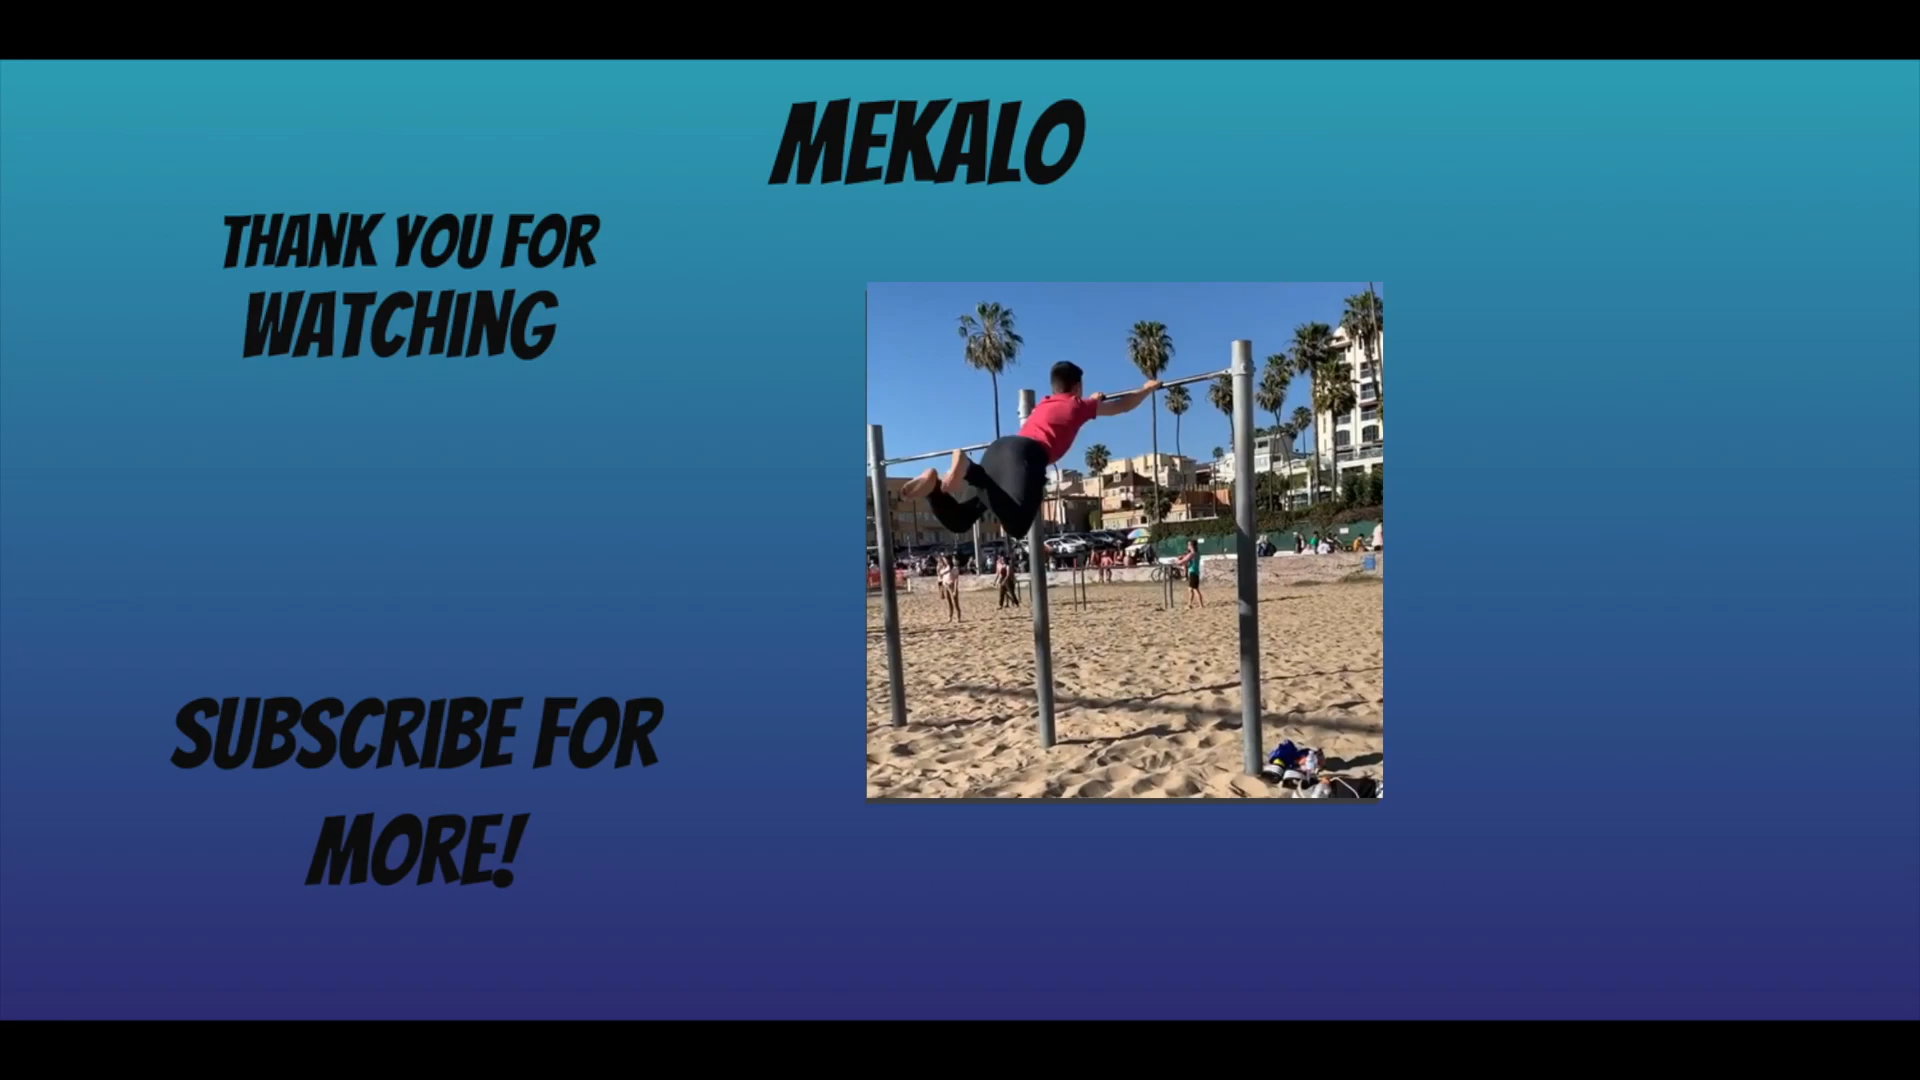 MEKALO
THANK YOU FOR
WATCHING
SUBSCRIBE FOR
MORE!